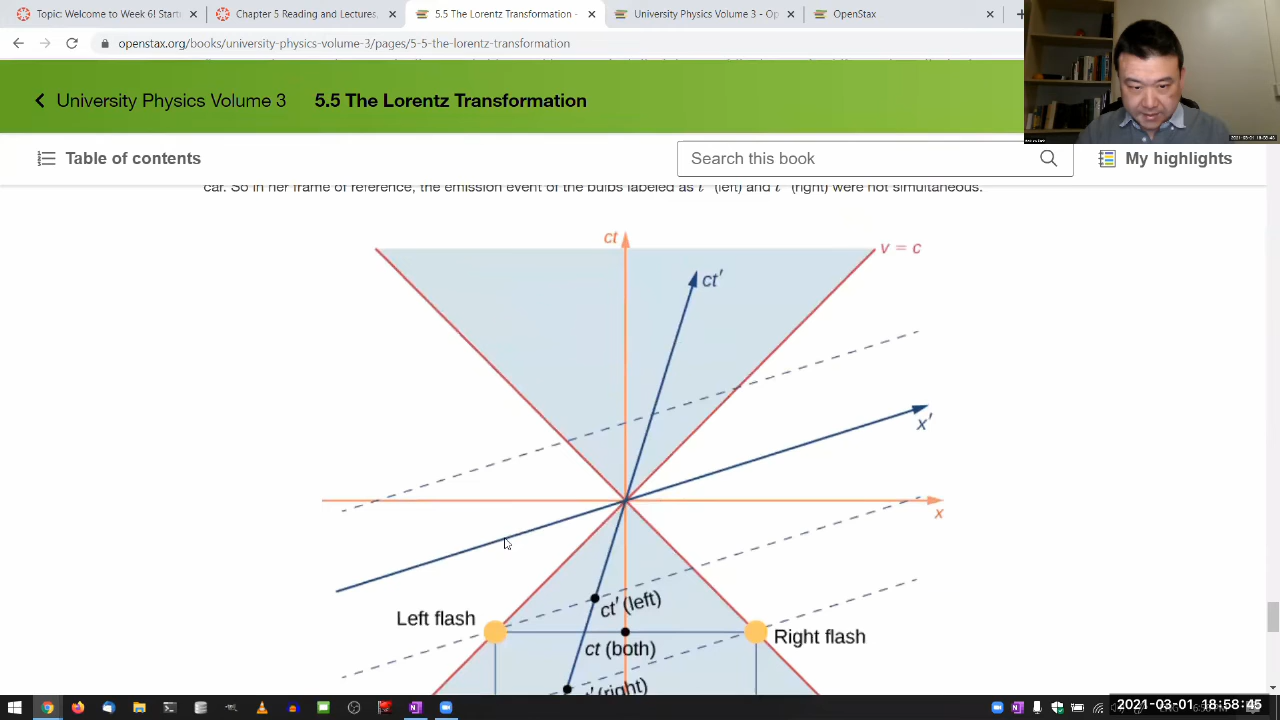 Topic: Week of Monday, Start
Chapter 5 Reading and Lectures
5.5 The Lorentz Transformation -
University Physics Volume 3 - Op
OpenStax
openstax.org/books/university-physics-volume-3/pages/5-5-the-lorentz-transformation
University Physics Volume 3
5.5 The Lorentz Transformation
Table of contents
Search this book
My highlights
car. So in her frame of reference, the emission event of the bulbs labeled as t′ (left) and t′ (right) were not simultaneous.
ct
v = c
ct′
x′
x
Left flash
ct′ (left)
Right flash
ct (both)
′ (right)
2021-03-01 18:58:45